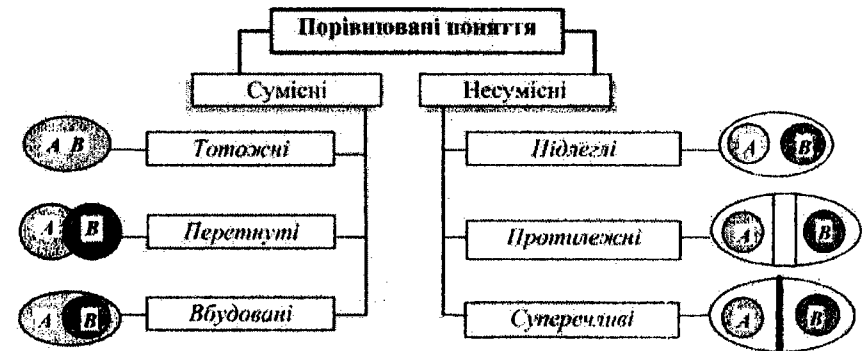 Порівнювані поняття
Сумісні
Несумісні
A B
Тотожні
Підлеглі
A B
A B
Перетнуті
Протилежні
A B
A B
Вбудовані
Суперечливі
A B